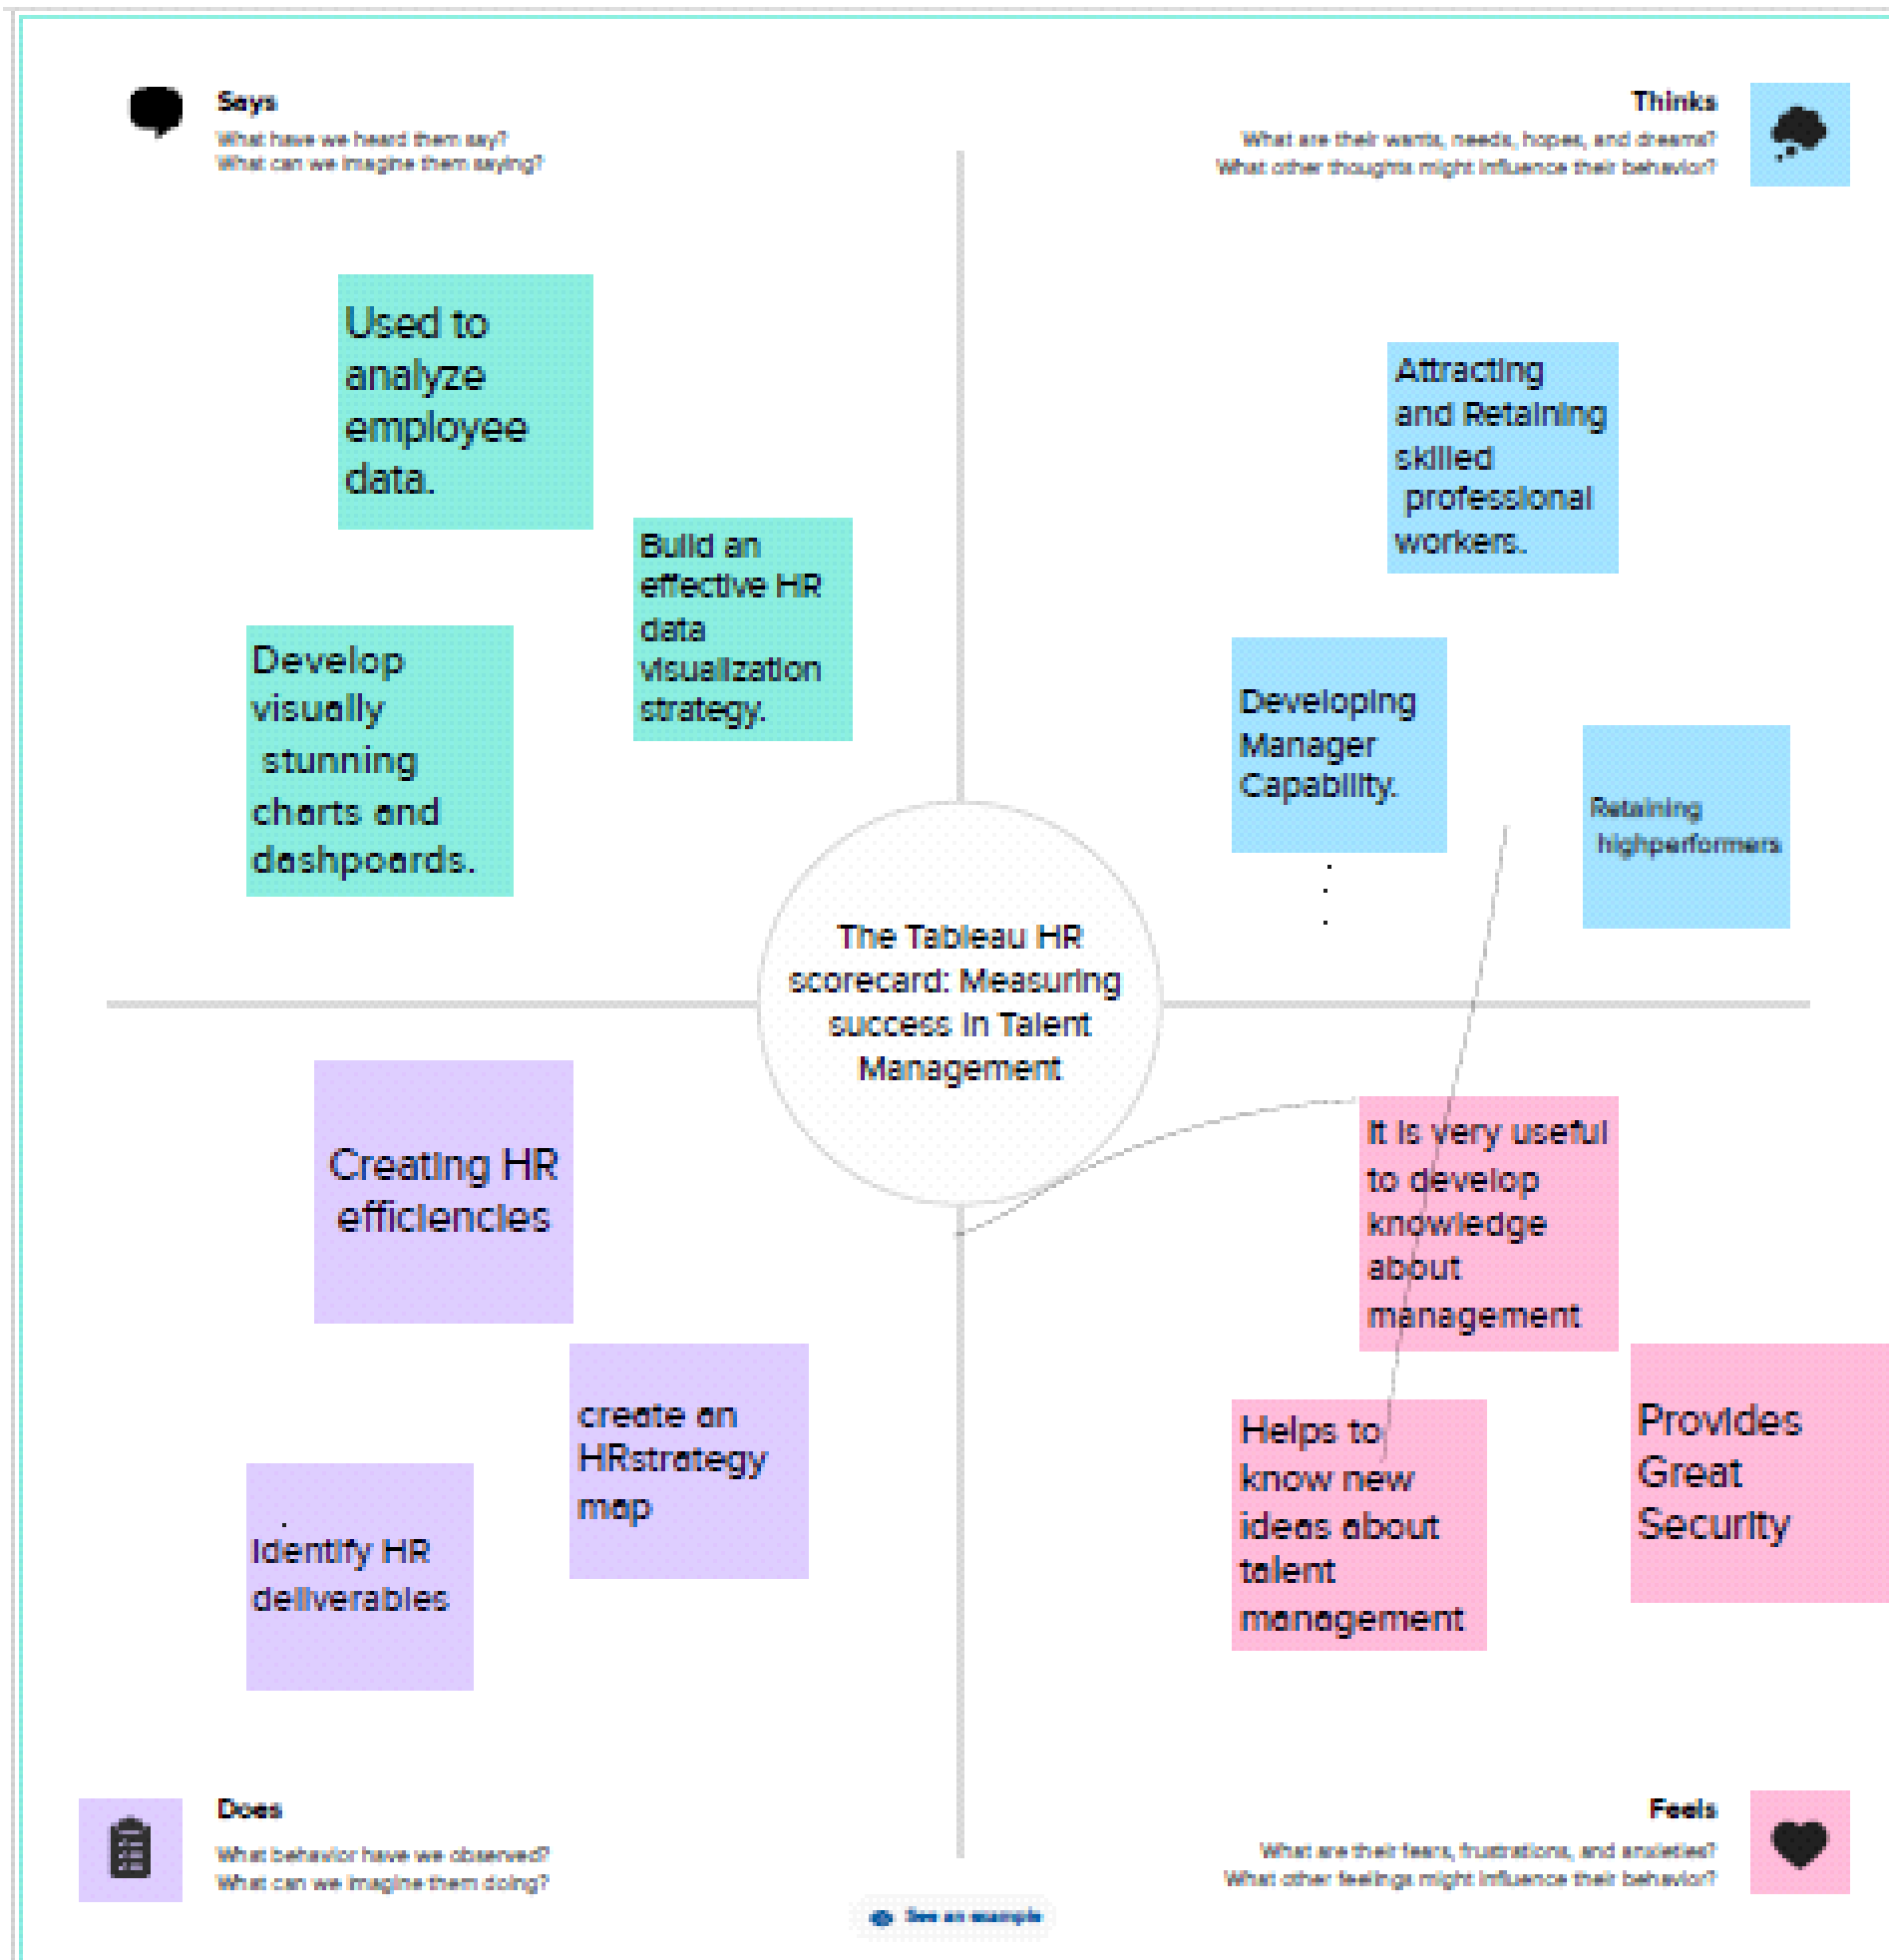 Says
What have we heard them say?
What can we imagine them saying?
Thinks
What are their wants, needs, hopes, and dreams?
What other thoughts might influence their behavior?
Used to
analyze
employee
data.
Build an
effective HR
data
visualization
strategy.
Develop
visually
stunning
charts and
dashpoards.
Attracting
and Retaining
skilled
professional
workers.
Developing
Manager
Capability.
Retaining
highperformers
The Tableau HR
scorecard: Measuring
success in Talent
Management
Creating HR
efficiencies
create an
HRstrategy
map
Identify HR
deliverables
It is very useful
to develop
knowledge
about
management
Helps to
know new
ideas about
talent
management
Provides
Great
Security
Does
What behavior have we observed?
What can we imagine them doing?
Feels
What are their fears, frustrations, and anxieties?
What other feelings might influence their behavior?
See an example